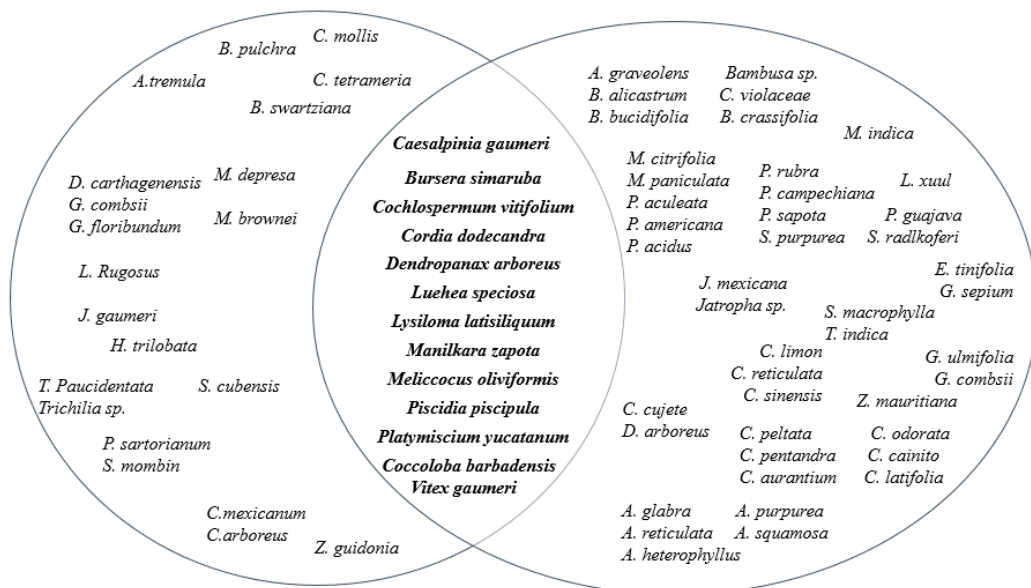 C. mollis
B. pulchra
A.tremula
C. tetrameria
B. swartziana
D. carthagenensis
G. combsii
G. floribundum
M. depresa
M. brownei
L. Rugosus
J. gaumeri
H. trilobata
T. Paucidentata
Trichilia sp.
S. cubensis
P. sartorianum
S. mombin
C.mexicanum
C.arboreus
Z. guidonia
Caesalpinia gaumeri
Bursera simaruba
Cochlospermum vitifolium
Cordia dodecandra
Dendropanax arboreus
Luehea speciosa
Lysiloma latisiliquum
Manilkara zapota
Meliccocus oliviformis
Piscidia piscipula
Platymiscium yucatanum
Coccoloba barbadensis
Vitex gaumeri
A. graveolens
B. alicastrum
B. bucidifolia
Bambusa sp.
C. violaceae
B. crassifolia
M. indica
M. citrifolia
M. paniculata
P. aculeata
P. americana
P. acidus
P. rubra
P. campechiana
P. sapota
S. purpurea
L. xuul
P. guajava
S. radlkoferi
E. tinifolia
G. sepium
J. mexicana
Jatropha sp.
S. macrophylla
T. indica
C. limon
C. reticulata
C. sinensis
G. ulmifolia
G. combsii
Z. mauritiana
C. cujete
D. arboreus
C. peltata
C. pentandra
C. aurantium
C. odorata
C. cainito
C. latifolia
A. glabra
A. reticulata
A. heterophyllus
A. purpurea
A. squamosa